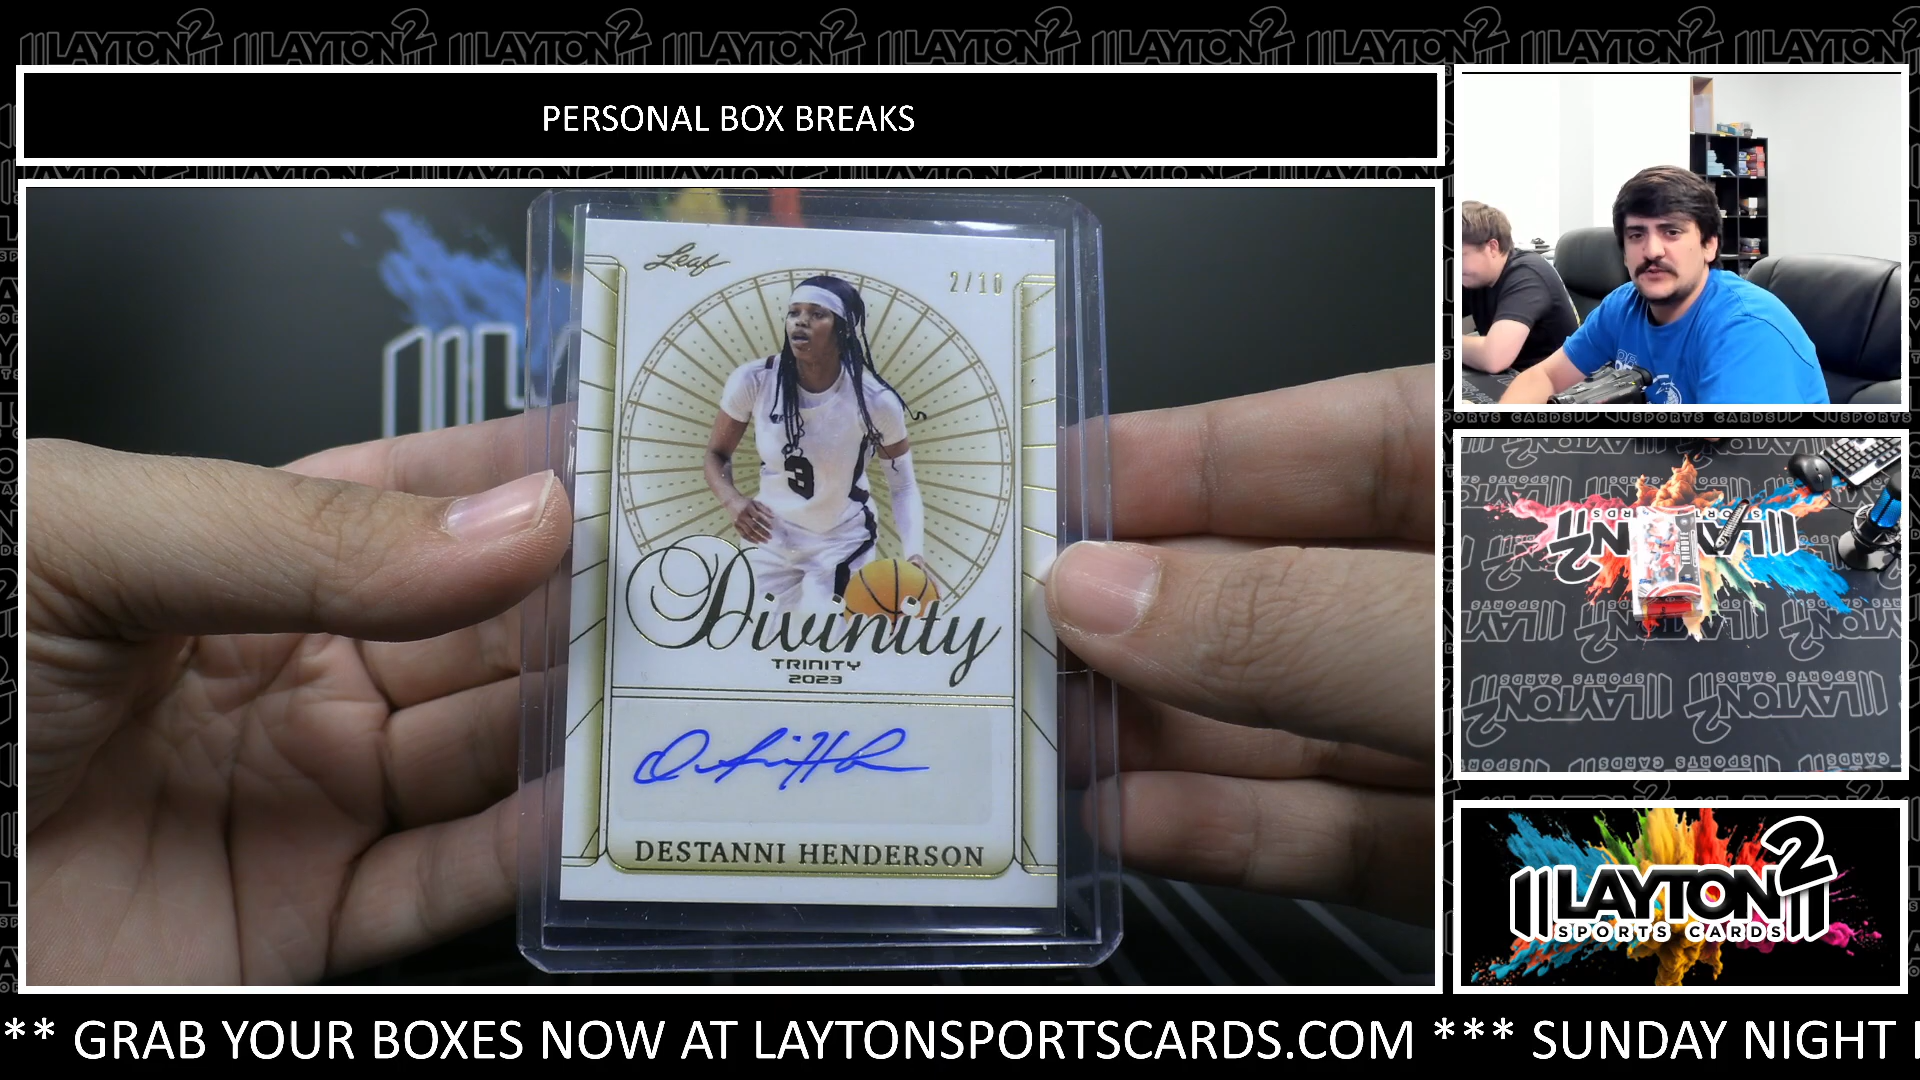 PERSONAL BOX BREAKS
Leaf
2/10
3
Divinity
TRINITY
2023
DESTANNI HENDERSON
LAYTON 2
SPORTS CARDS
** GRAB YOUR BOXES NOW AT LAYTONSPORTSCARDS.COM *** SUNDAY NIGHT